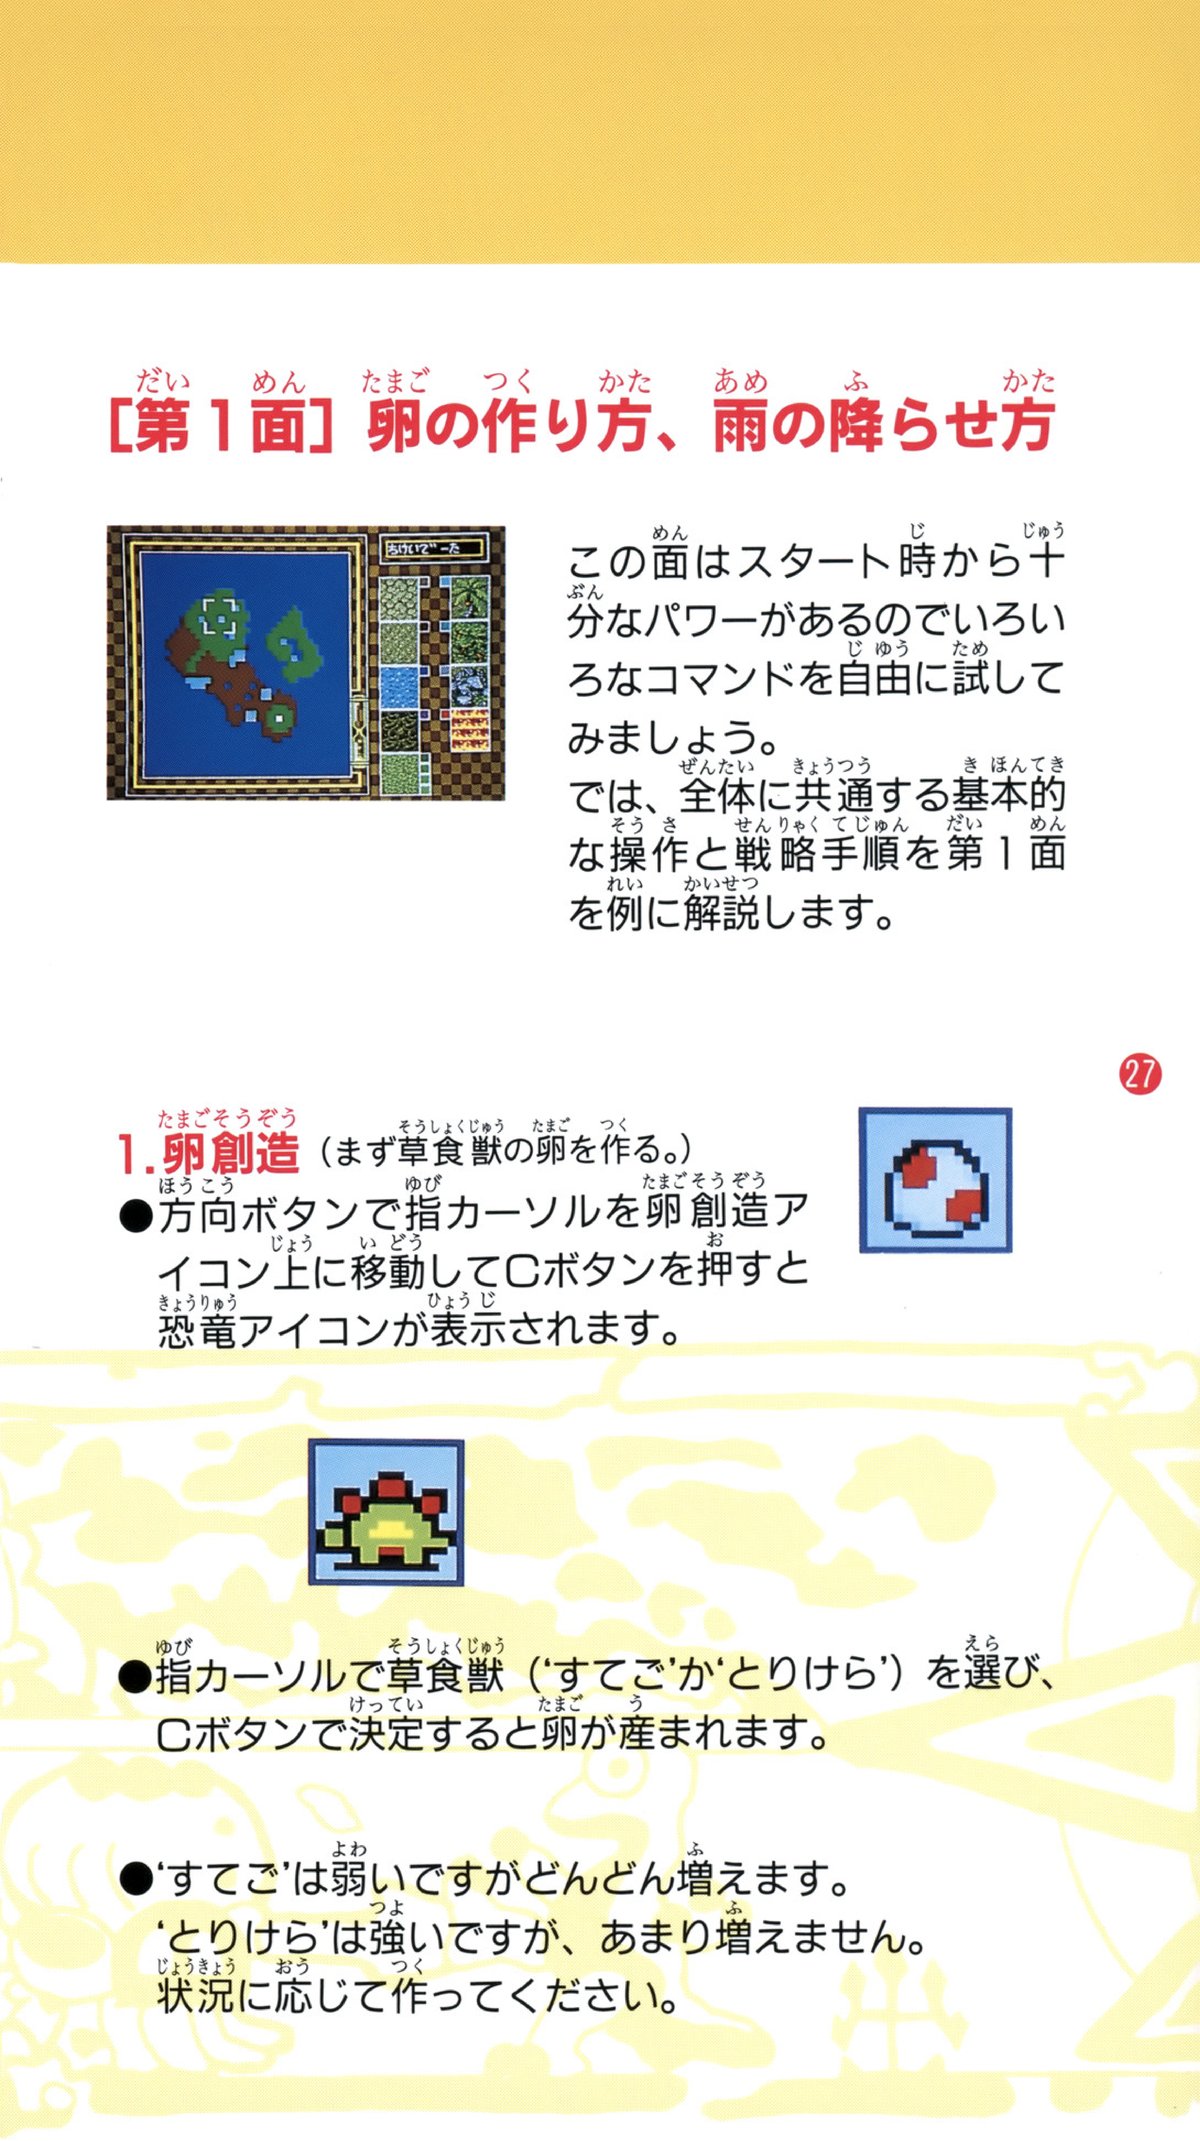 [第1面] 卵の作り方、雨の降らせ方
ちけいでーた
この面はスタート時から十
分なパワーがあるのでいろい
ろなコマンドを自由に試して
みましょう。
では、全体に共通する基本的
な操作と戦略手順を第1面
を例に解説します。
27
1.卵創造（まず草食獣の卵を作る。）
●方向ボタンで指カーソルを卵創造ア
イコン上に移動してCボタンを押すと
恐竜アイコンが表示されます。
●指カーソルで草食獣（‘すてご’か‘とりけら’）を選び、
Cボタンで決定すると卵が産まれます。
●‘すてご’は弱いですがどんどん増えます。
‘とりけら’は強いですが、あまり増えません。
状況に応じて作ってください。